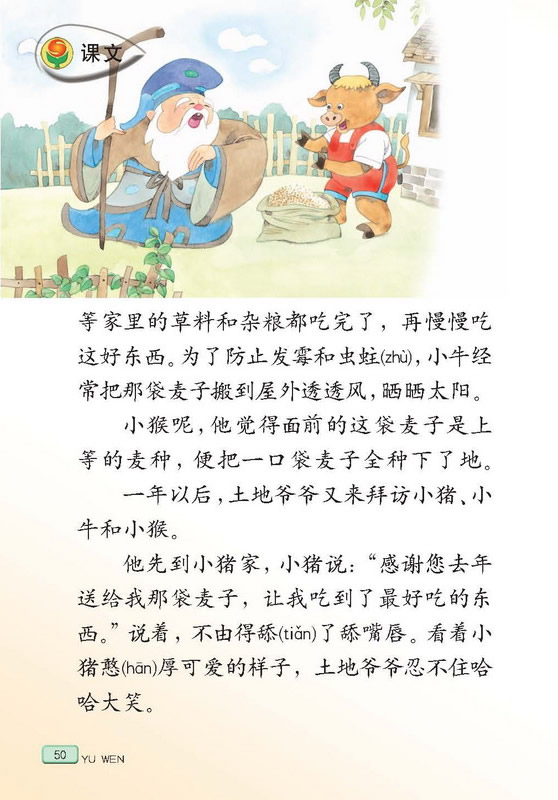 课文
等家里的草料和杂粮都吃完了，再慢慢吃
这好东西。为了防止发霉和虫蛀(zhù)，小牛经
常把那袋麦子搬到屋外透透风，晒晒太阳。
小猴呢，他觉得面前的这袋麦子是上
等的麦种，便把一口袋麦子全种下了地。
一年以后，土地爷爷又来拜访小猪、小
牛和小猴。
他先到小猪家，小猪说：“感谢您去年
送给我那袋麦子，让我吃到了最好吃的东
西。”说着，不由得舔(tiǎn)了舔嘴唇。看着小
猪憨(hān)厚可爱的样子，土地爷爷忍不住哈
哈大笑。
50 YU WEN